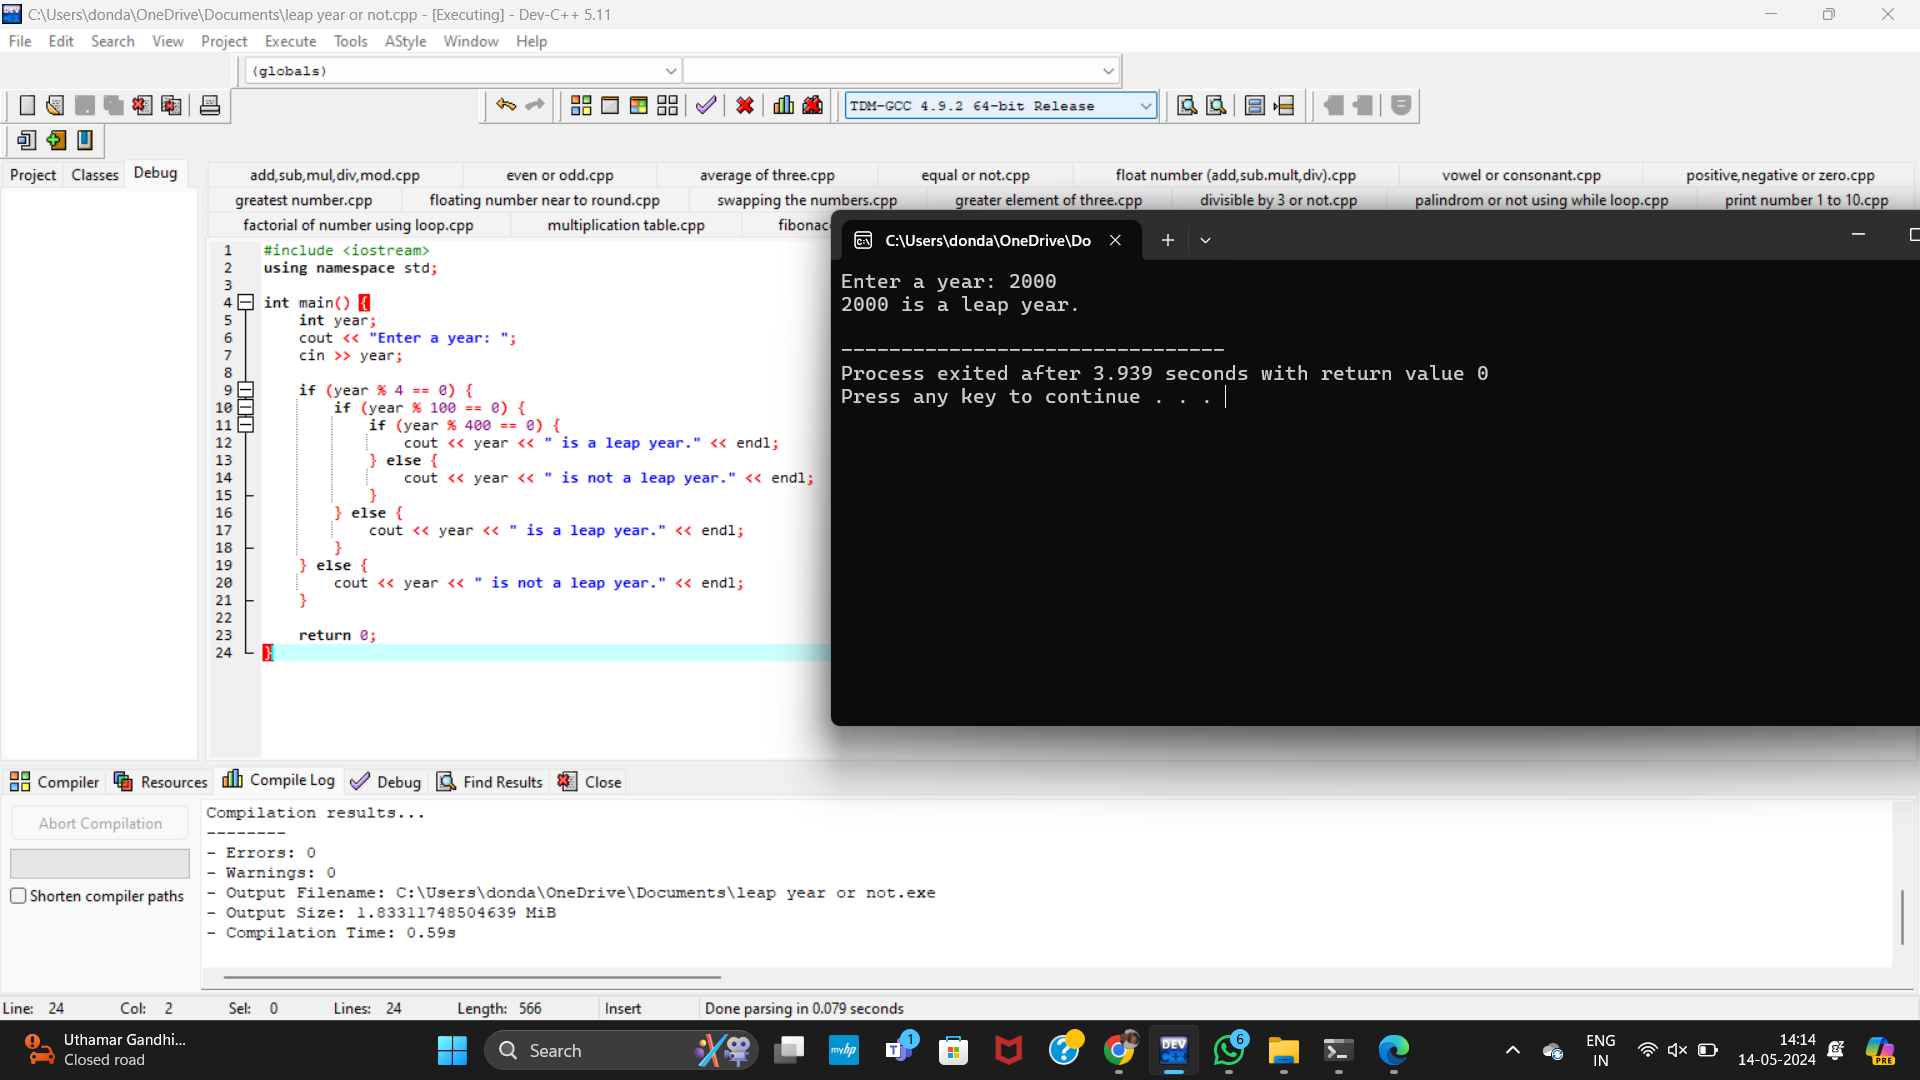 C:\Users\donda\OneDrive\Documents\leap year or not.cpp - [Executing] - Dev-C++ 5.11
File Edit Search View Project Execute Tools AStyle Window Help
(globals)
TDM-GCC 4.9.2 64-bit Release
Project Classes Debug
add,sub,mul,div,mod.cpp even or odd.cpp average of three.cpp equal or not.cpp float number (add,sub.mult,div).cpp vowel or consonant.cpp positive,negative or zero.cpp
greatest number.cpp floating number near to round.cpp swapping the numbers.cpp greater element of three.cpp divisible by 3 or not.cpp palindrom or not using while loop.cpp print number 1 to 10.cpp
factorial of number using loop.cpp multiplication table.cpp fibonac
1 #include <iostream>
2 using namespace std;
3
4 int main() {
5 int year;
6 cout << "Enter a year: ";
7 cin >> year;
8
9 if (year % 4 == 0) {
10 if (year % 100 == 0) {
11 if (year % 400 == 0) {
12 cout << year << " is a leap year." << endl;
13 } else {
14 cout << year << " is not a leap year." << endl;
15 }
16 } else {
17 cout << year << " is a leap year." << endl;
18 }
19 } else {
20 cout << year << " is not a leap year." << endl;
21 }
22
23 return 0;
24 }
C:\Users\donda\OneDrive\Do
Enter a year: 2000
2000 is a leap year.
--------------------------------
Process exited after 3.939 seconds with return value 0
Press any key to continue . . .
Compiler Resources Compile Log Debug Find Results Close
Abort Compilation
Shorten compiler paths
Compilation results...
--------
- Errors: 0
- Warnings: 0
- Output Filename: C:\Users\donda\OneDrive\Documents\leap year or not.exe
- Output Size: 1.83311748504639 MiB
- Compilation Time: 0.59s
Line: 24 Col: 2 Sel: 0 Lines: 24 Length: 566 Insert Done parsing in 0.079 seconds
Uthamar Gandhi...
Closed road
Search
myhp
1
DEV
6
ENG
IN
14:14
14-05-2024
PRE